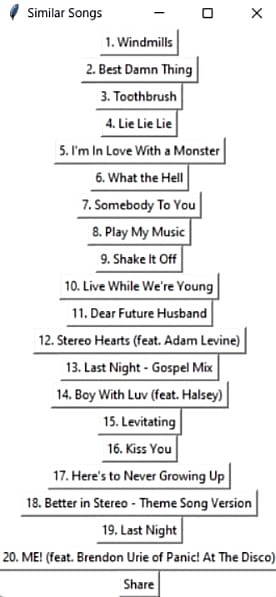 Similar Songs
1. Windmills
2. Best Damn Thing
3. Toothbrush
4. Lie Lie Lie
5. I'm In Love With a Monster
6. What the Hell
7. Somebody To You
8. Play My Music
9. Shake It Off
10. Live While We're Young
11. Dear Future Husband
12. Stereo Hearts (feat. Adam Levine)
13. Last Night - Gospel Mix
14. Boy With Luv (feat. Halsey)
15. Levitating
16. Kiss You
17. Here's to Never Growing Up
18. Better in Stereo - Theme Song Version
19. Last Night
20. ME! (feat. Brendon Urie of Panic! At The Disco)
Share